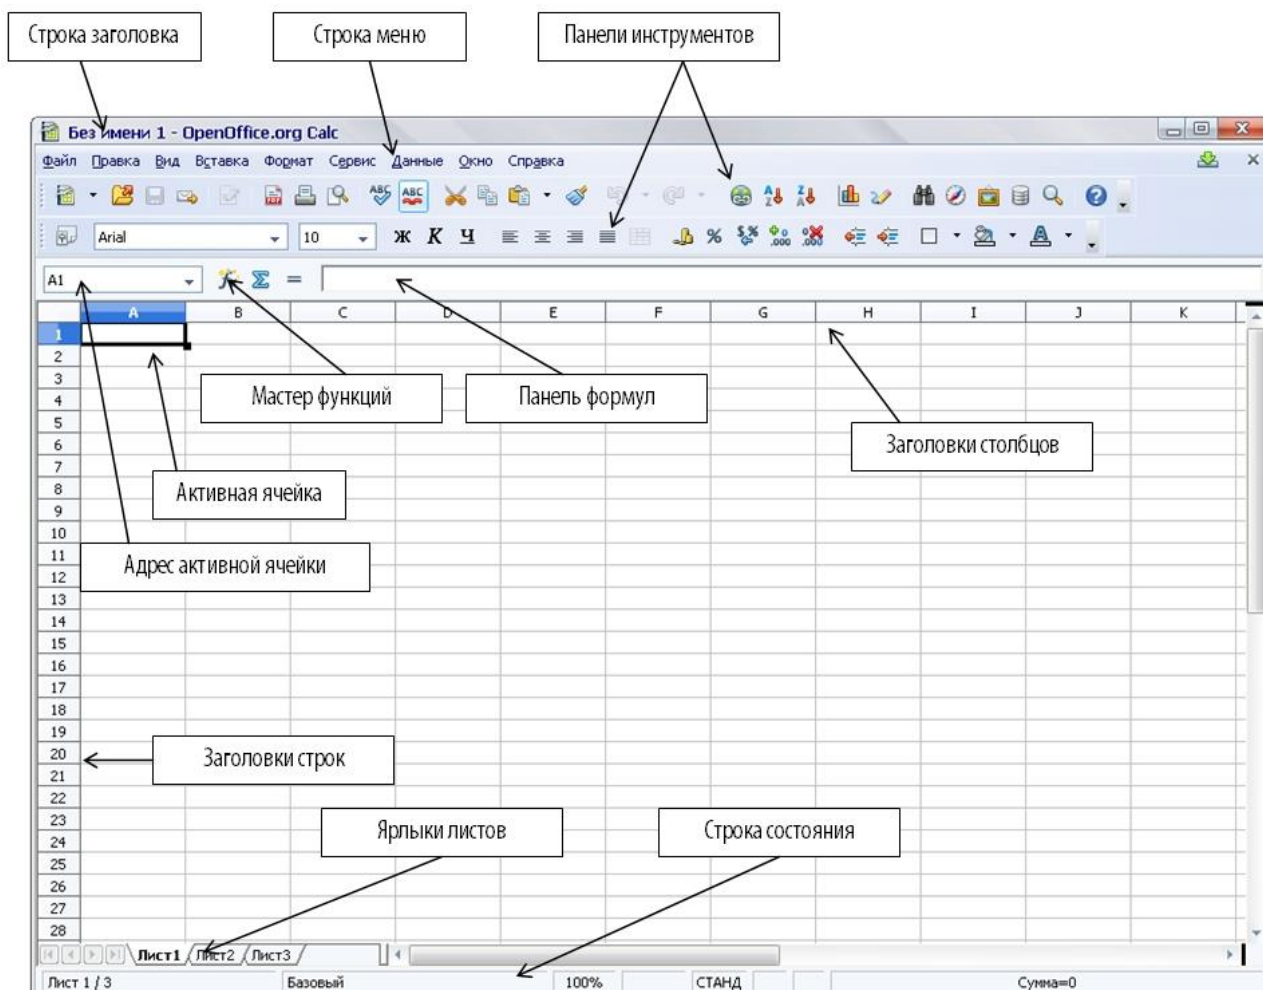 Строка заголовка
Строка меню
Панели инструментов
Без имени 1 - OpenOffice.org Calc
Файл Правка Вид Вставка Формат Сервис Данные Окно Справка
ABC ABC
Arial 10 Ж К Ч
A1
A B C D E F G H I J K
1
2
3
Мастер функций
Панель формул
4
5
Заголовки столбцов
6
7
8
Активная ячейка
9
10
11
Адрес активной ячейки
12
13
14
15
16
17
18
19
20
Заголовки строк
21
22
23
Ярлыки листов
Строка состояния
24
25
26
27
28
Лист1 Лист2 Лист3
Лист 1 / 3 Базовый 100% СТАНД Сумма=0